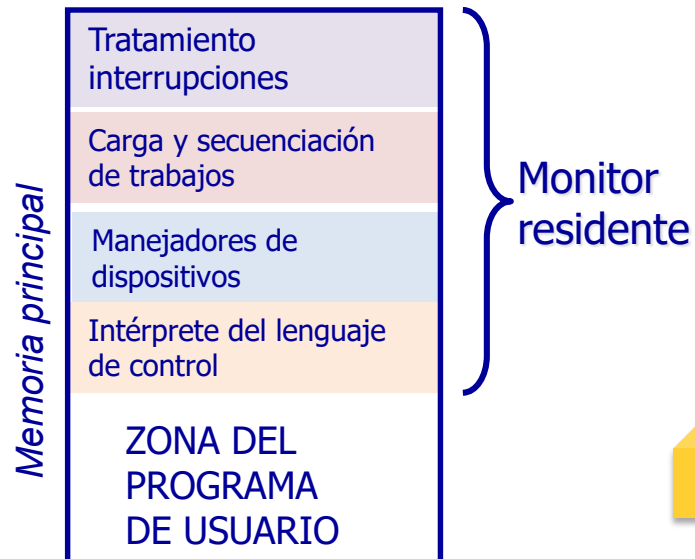 Tratamiento
interrupciones
Carga y secuenciación
de trabajos
Manejadores de
dispositivos
Intérprete del lenguaje
de control
ZONA DEL
PROGRAMA
DE USUARIO
Memoria principal
Monitor
residente